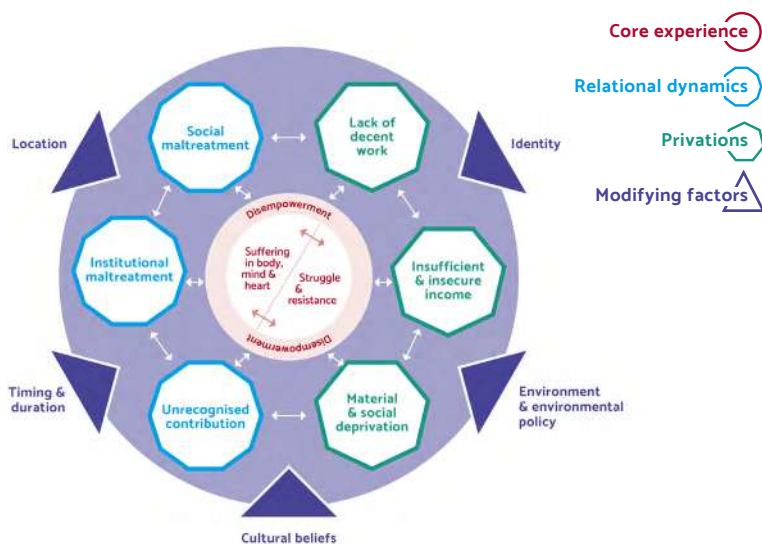 Core experience
Relational dynamics
Privations
Modifying factors
Location
Identity
Social
maltreatment
Lack of
decent
work
Institutional
maltreatment
Disempowerment
Suffering
in body,
mind &
heart
Struggle
&
resistance
Disempowerment
Insufficient
& insecure
income
Timing &
duration
Unrecognised
contribution
Material
& social
deprivation
Environment
& environmental
policy
Cultural beliefs